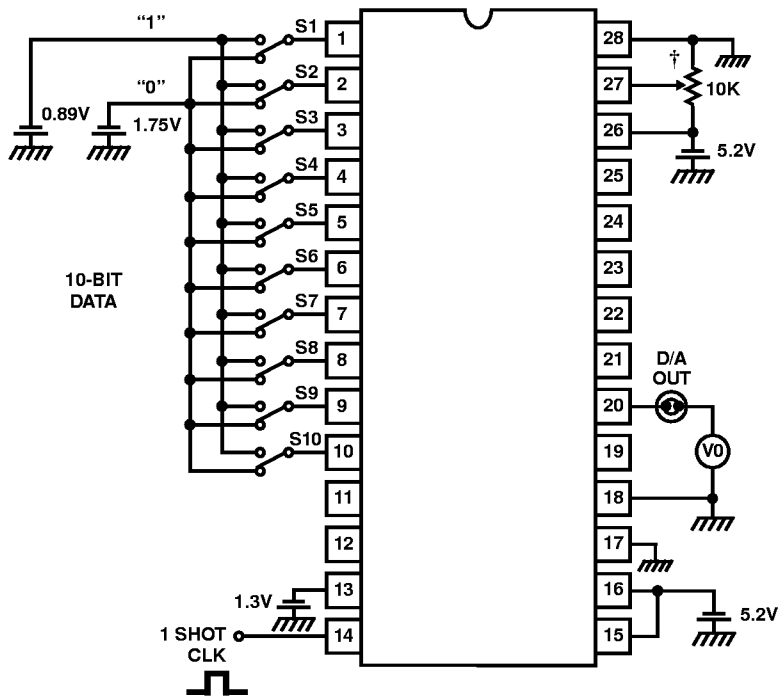 “1”
S1
1
28
†
“0”
S2
2
27
10K
0.89V
1.75V
S3
3
26
5.2V
S4
4
25
S5
5
24
10-BIT
DATA
S6
6
23
S7
7
22
S8
8
21
D/A
OUT
S9
9
20
S10
10
19
V0
11
18
12
17
1.3V
13
16
5.2V
1 SHOT
CLK
14
15